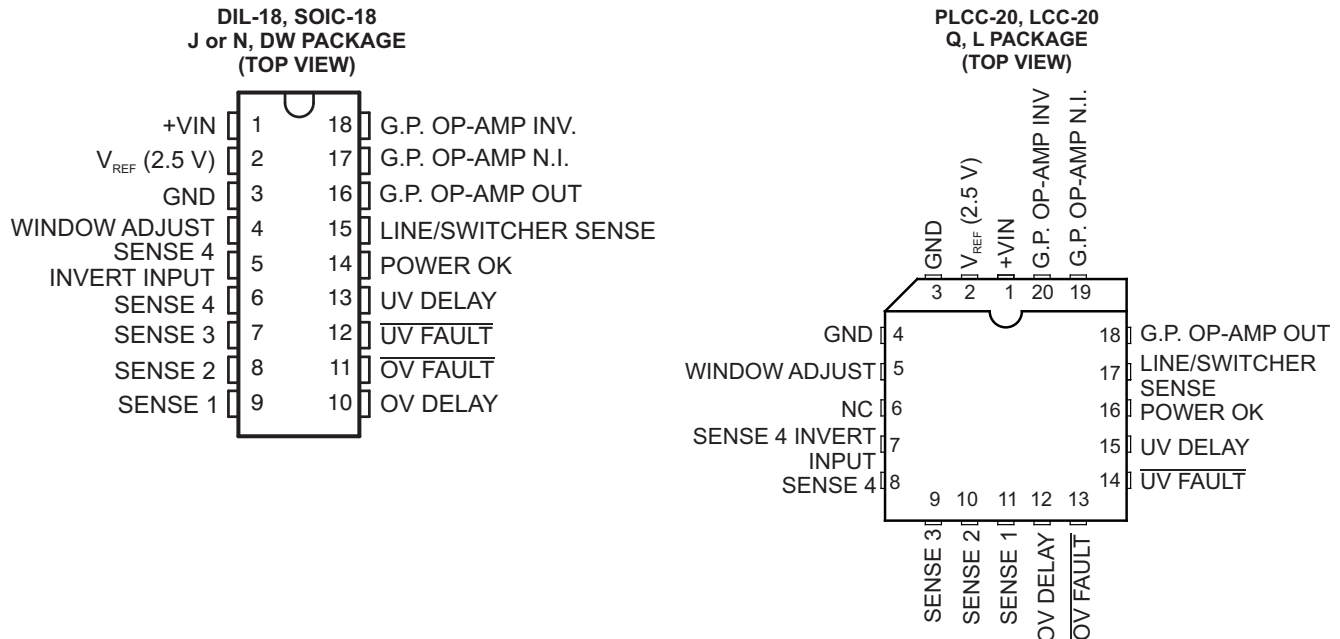 DIL-18, SOIC-18
J or N, DW PACKAGE
(TOP VIEW)
+VIN 1
VREF (2.5 V) 2
GND 3
WINDOW ADJUST 4
SENSE 4
INVERT INPUT 5
SENSE 4 6
SENSE 3 7
SENSE 2 8
SENSE 1 9
18 G.P. OP-AMP INV.
17 G.P. OP-AMP N.I.
16 G.P. OP-AMP OUT
15 LINE/SWITCHER SENSE
14 POWER OK
13 UV DELAY
12 UV FAULT
11 OV FAULT
10 OV DELAY
PLCC-20, LCC-20
Q, L PACKAGE
(TOP VIEW)
GND
VREF (2.5 V)
+VIN
G.P. OP-AMP INV
G.P. OP-AMP N.I.
3 2 1 20 19
GND 4
WINDOW ADJUST 5
NC 6
SENSE 4 INVERT 7
INPUT
SENSE 4 8
18 G.P. OP-AMP OUT
17 LINE/SWITCHER
SENSE
16 POWER OK
15 UV DELAY
14 UV FAULT
9 10 11 12 13
SENSE 3
SENSE 2
SENSE 1
OV DELAY
OV FAULT